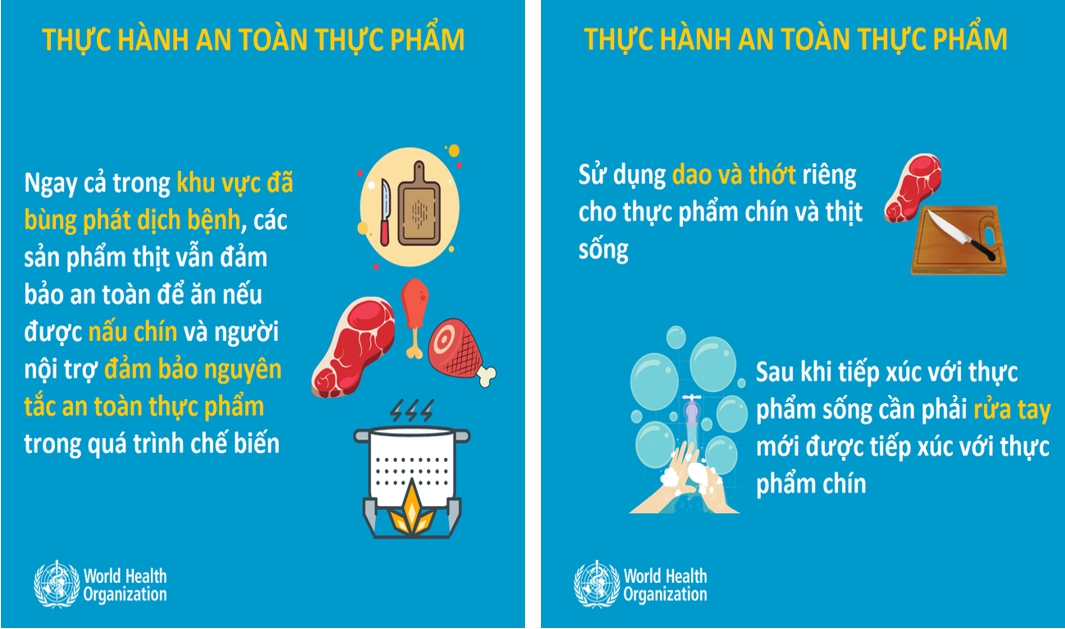 THỰC HÀNH AN TOÀN THỰC PHẨM
Ngay cả trong khu vực đã
bùng phát dịch bệnh, các
sản phẩm thịt vẫn đảm
bảo an toàn để ăn nếu
được nấu chín và người
nội trợ đảm bảo nguyên
tắc an toàn thực phẩm
trong quá trình chế biến
World Health
Organization
THỰC HÀNH AN TOÀN THỰC PHẨM
Sử dụng dao và thớt riêng
cho thực phẩm chín và thịt
sống
Sau khi tiếp xúc với thực
phẩm sống cần phải rửa tay
mới được tiếp xúc với thực
phẩm chín
World Health
Organization